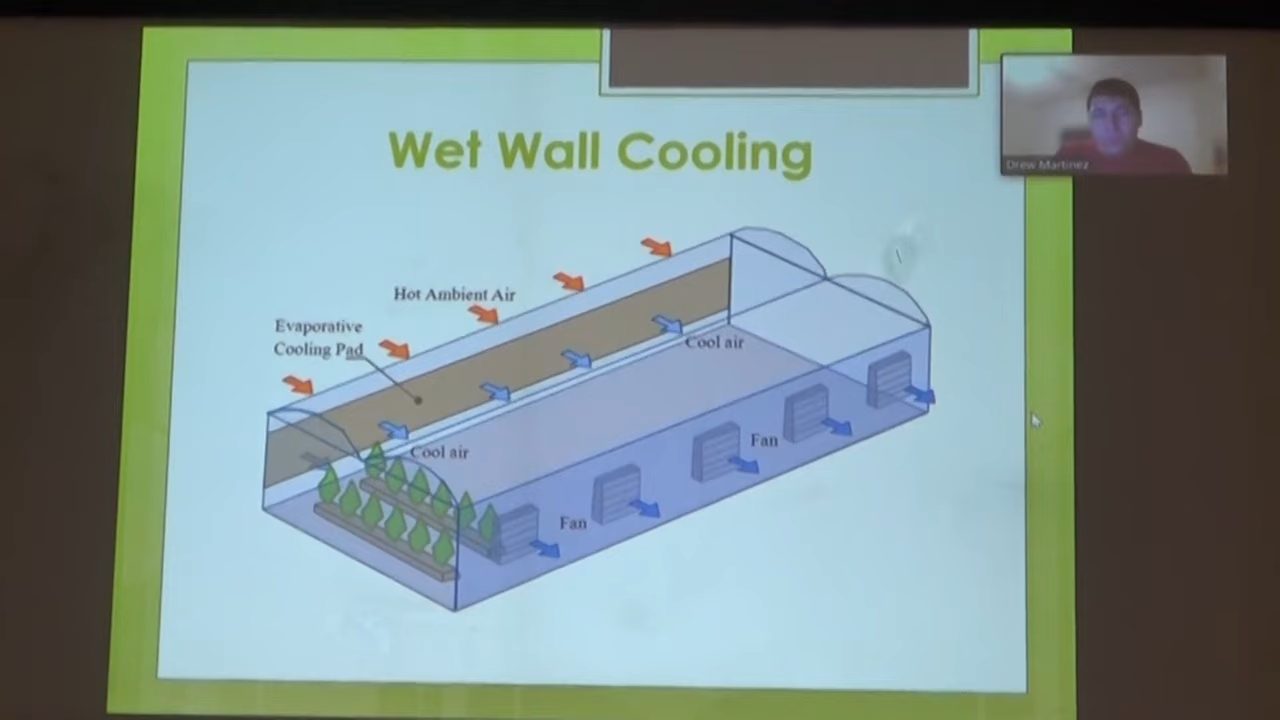 Wet Wall Cooling
Drew Martinez
Hot Ambient Air
Evaporative
Cooling Pad
Cool air
Cool air
Fan
Fan